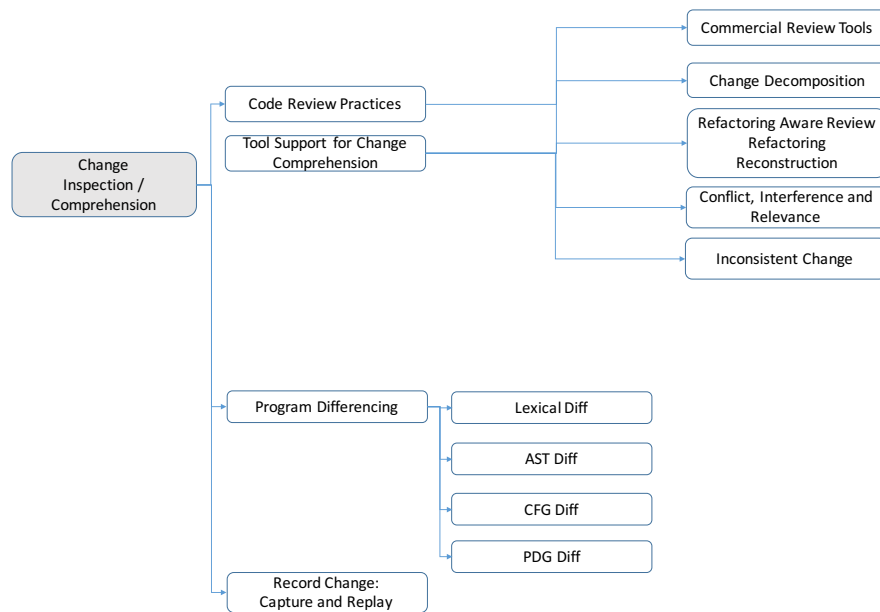 Commercial Review Tools
Change Decomposition
Code Review Practices
Tool Support for Change
Comprehension
Refactoring Aware Review
Refactoring
Reconstruction
Change
Inspection /
Comprehension
Conflict, Interference and
Relevance
Inconsistent Change
Program Differencing
Lexical Diff
AST Diff
CFG Diff
PDG Diff
Record Change:
Capture and Replay